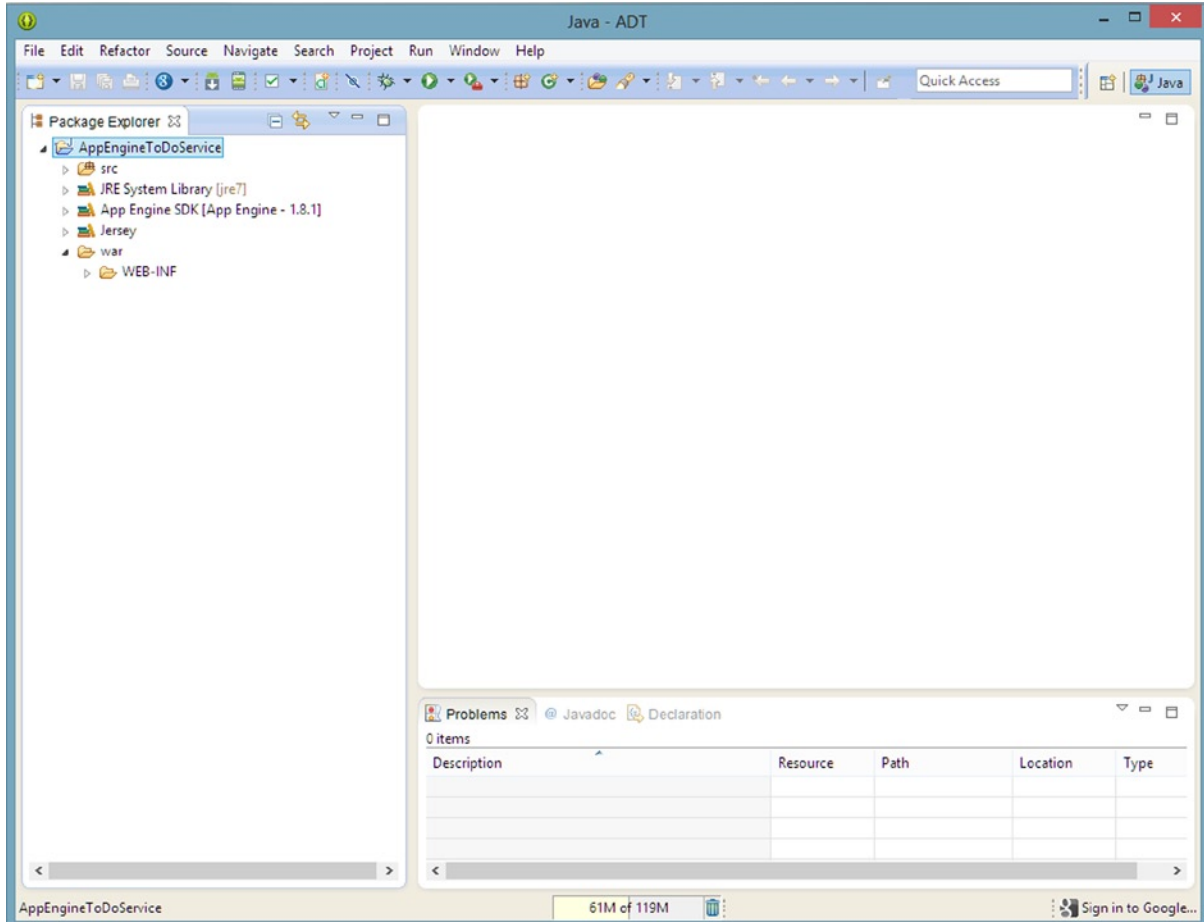 Java - ADT
File Edit Refactor Source Navigate Search Project Run Window Help
Quick Access
Java
Package Explorer
AppEngineToDoService
src
JRE System Library [jre7]
App Engine SDK [App Engine - 1.8.1]
Jersey
war
WEB-INF
Problems @ Javadoc Declaration
0 items
Description Resource Path Location Type
AppEngineToDoService 61M of 119M Sign in to Google...